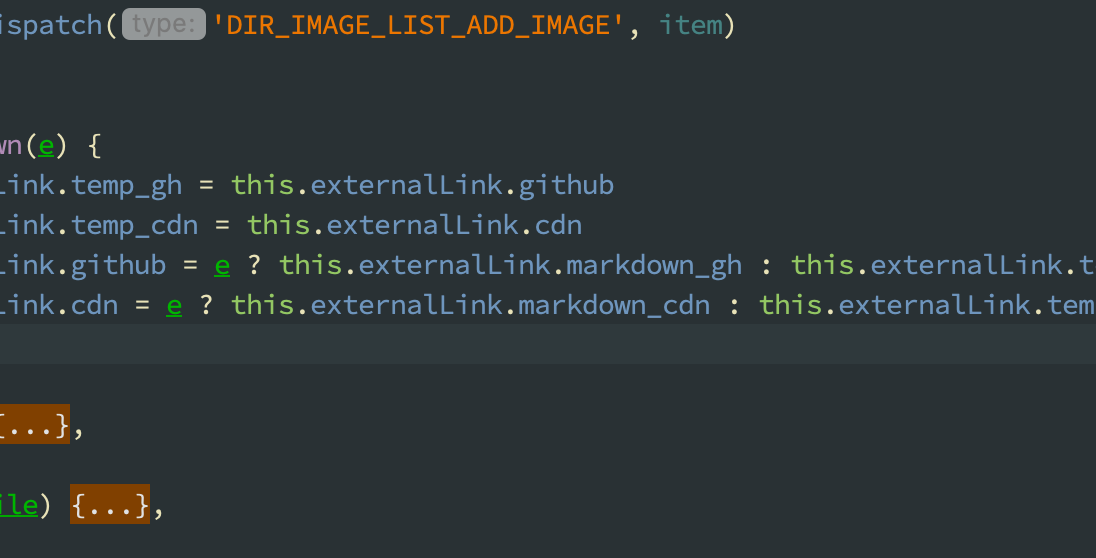 ispatch( type: 'DIR_IMAGE_LIST_ADD_IMAGE', item)
wn(e) {
Link.temp_gh = this.externalLink.github
Link.temp_cdn = this.externalLink.cdn
Link.github = e ? this.externalLink.markdown_gh : this.externalLink.t
Link.cdn = e ? this.externalLink.markdown_cdn : this.externalLink.tem
{...},
ile) {...},